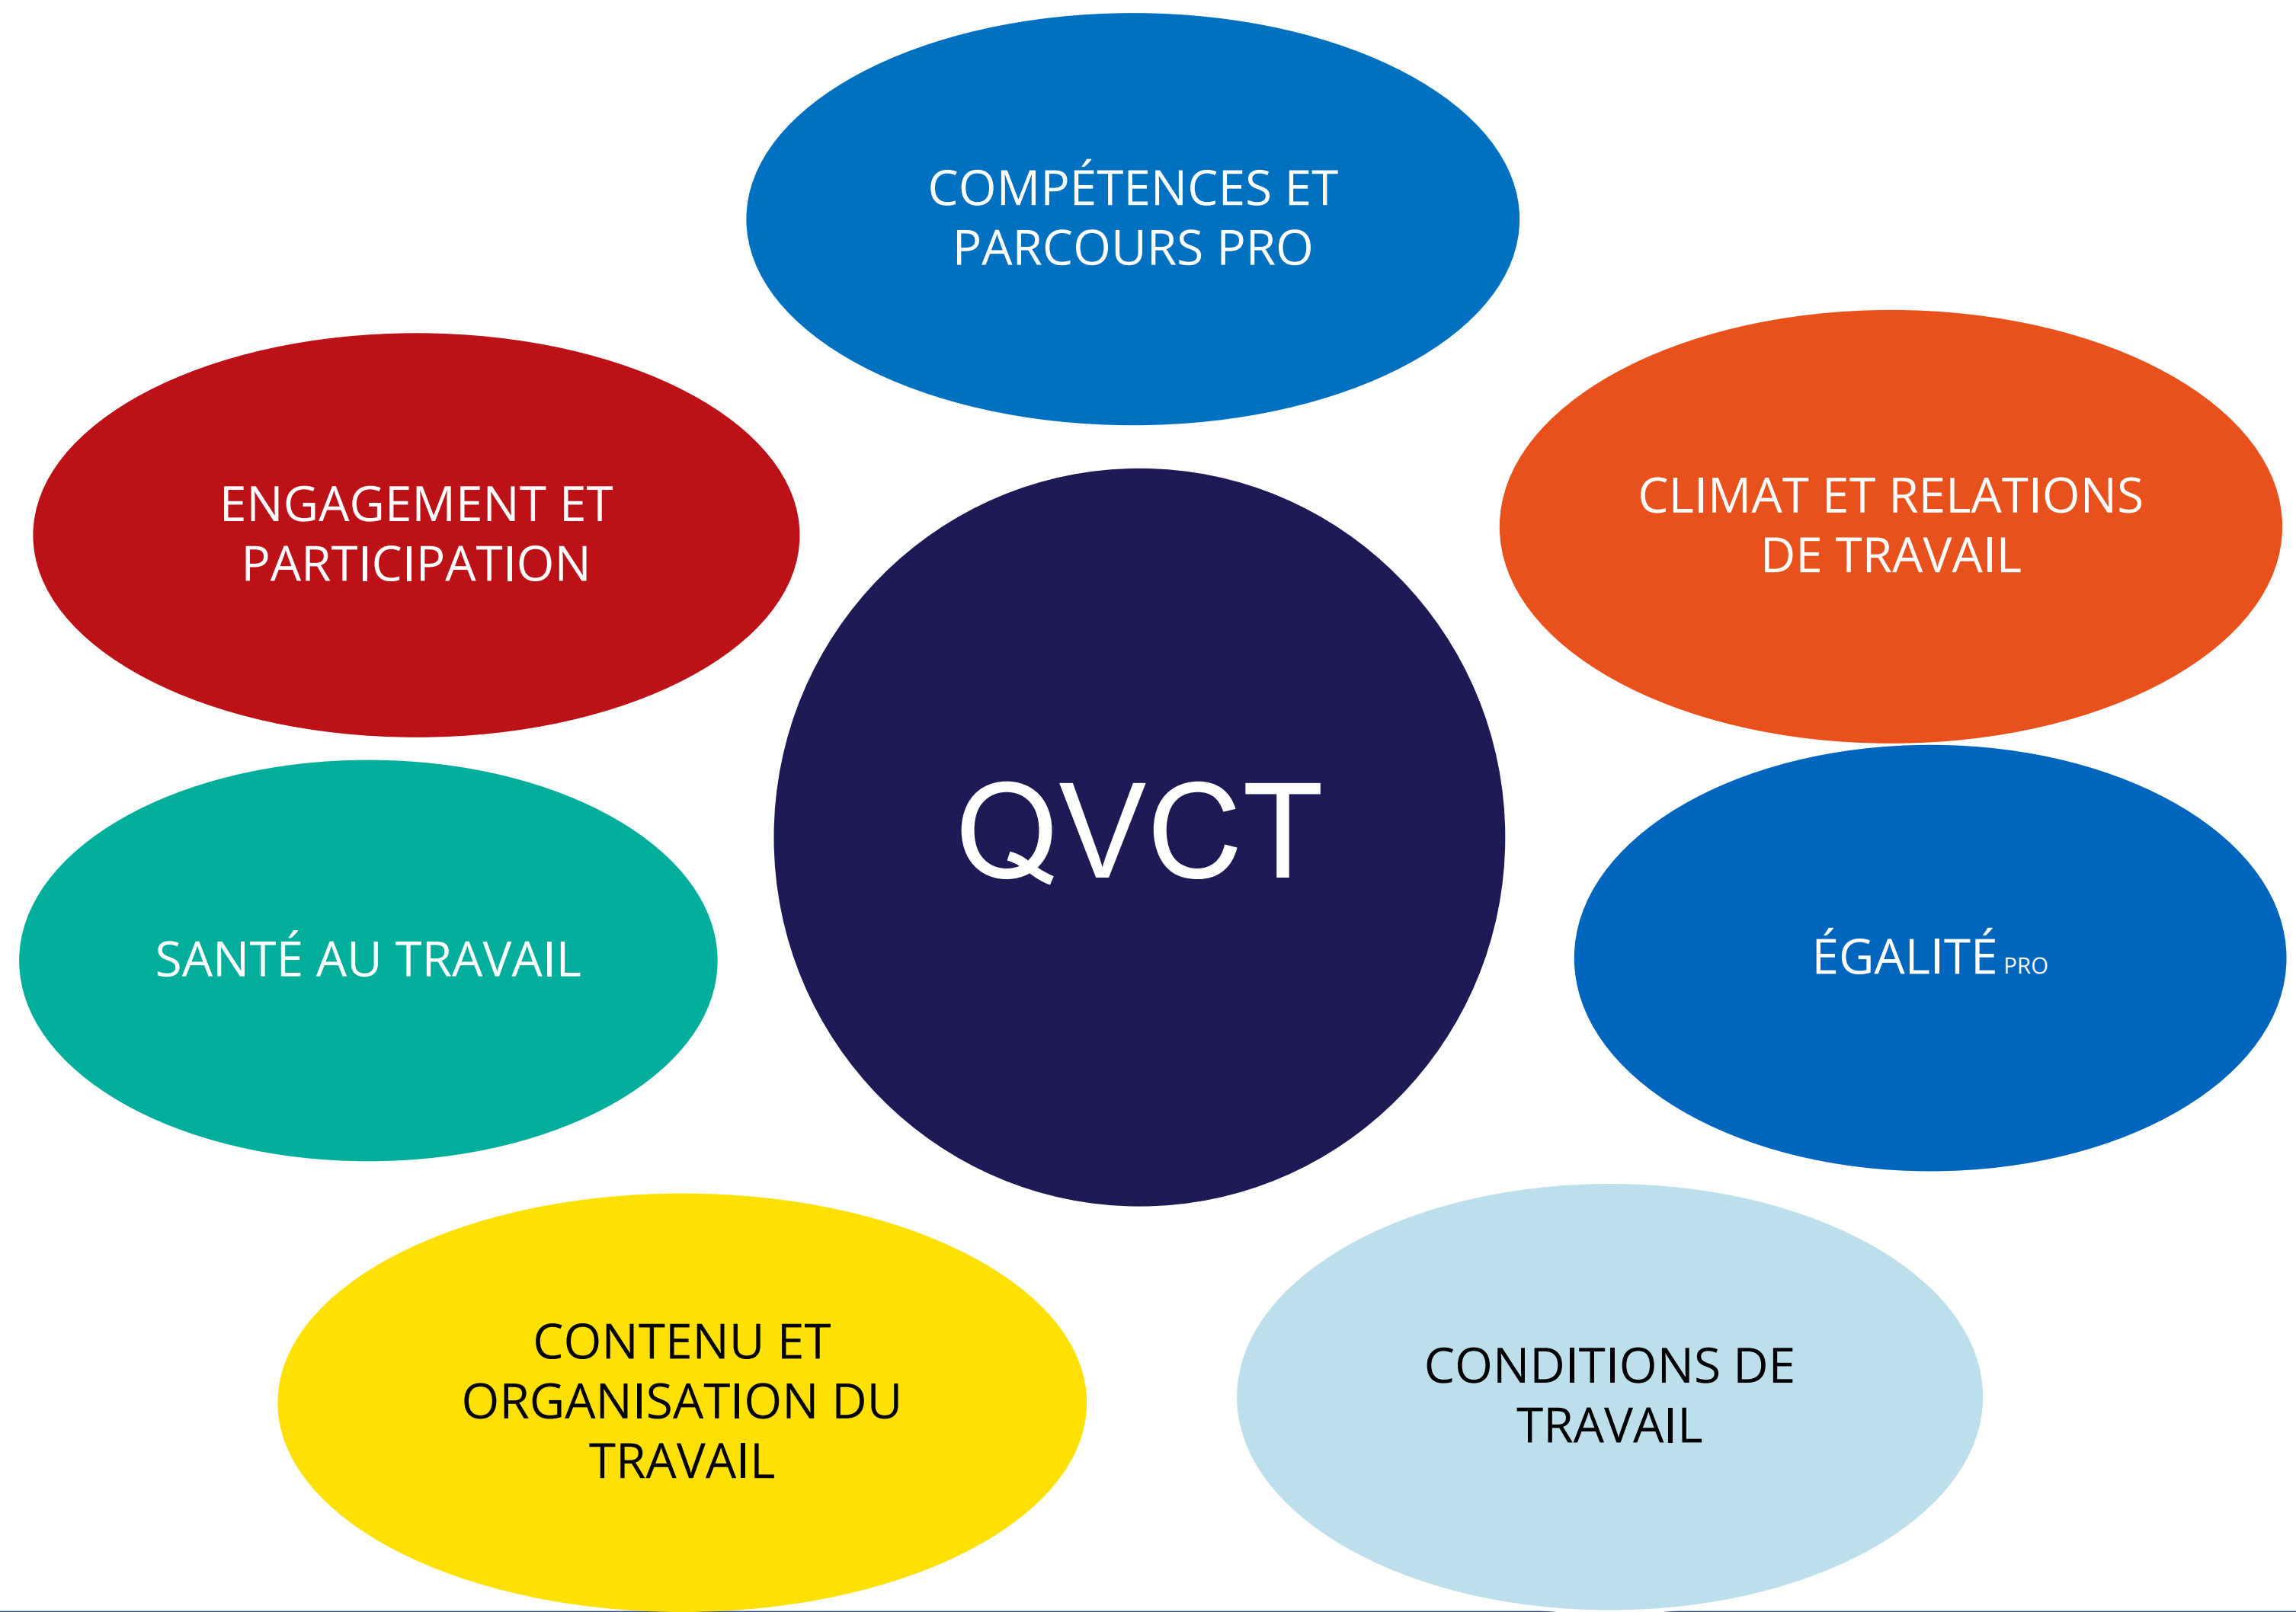 COMPÉTENCES ET
PARCOURS PRO
ENGAGEMENT ET
PARTICIPATION
CLIMAT ET RELATIONS
DE TRAVAIL
QVCT
SANTÉ AU TRAVAIL
ÉGALITÉ PRO
CONTENU ET
ORGANISATION DU
TRAVAIL
CONDITIONS DE
TRAVAIL